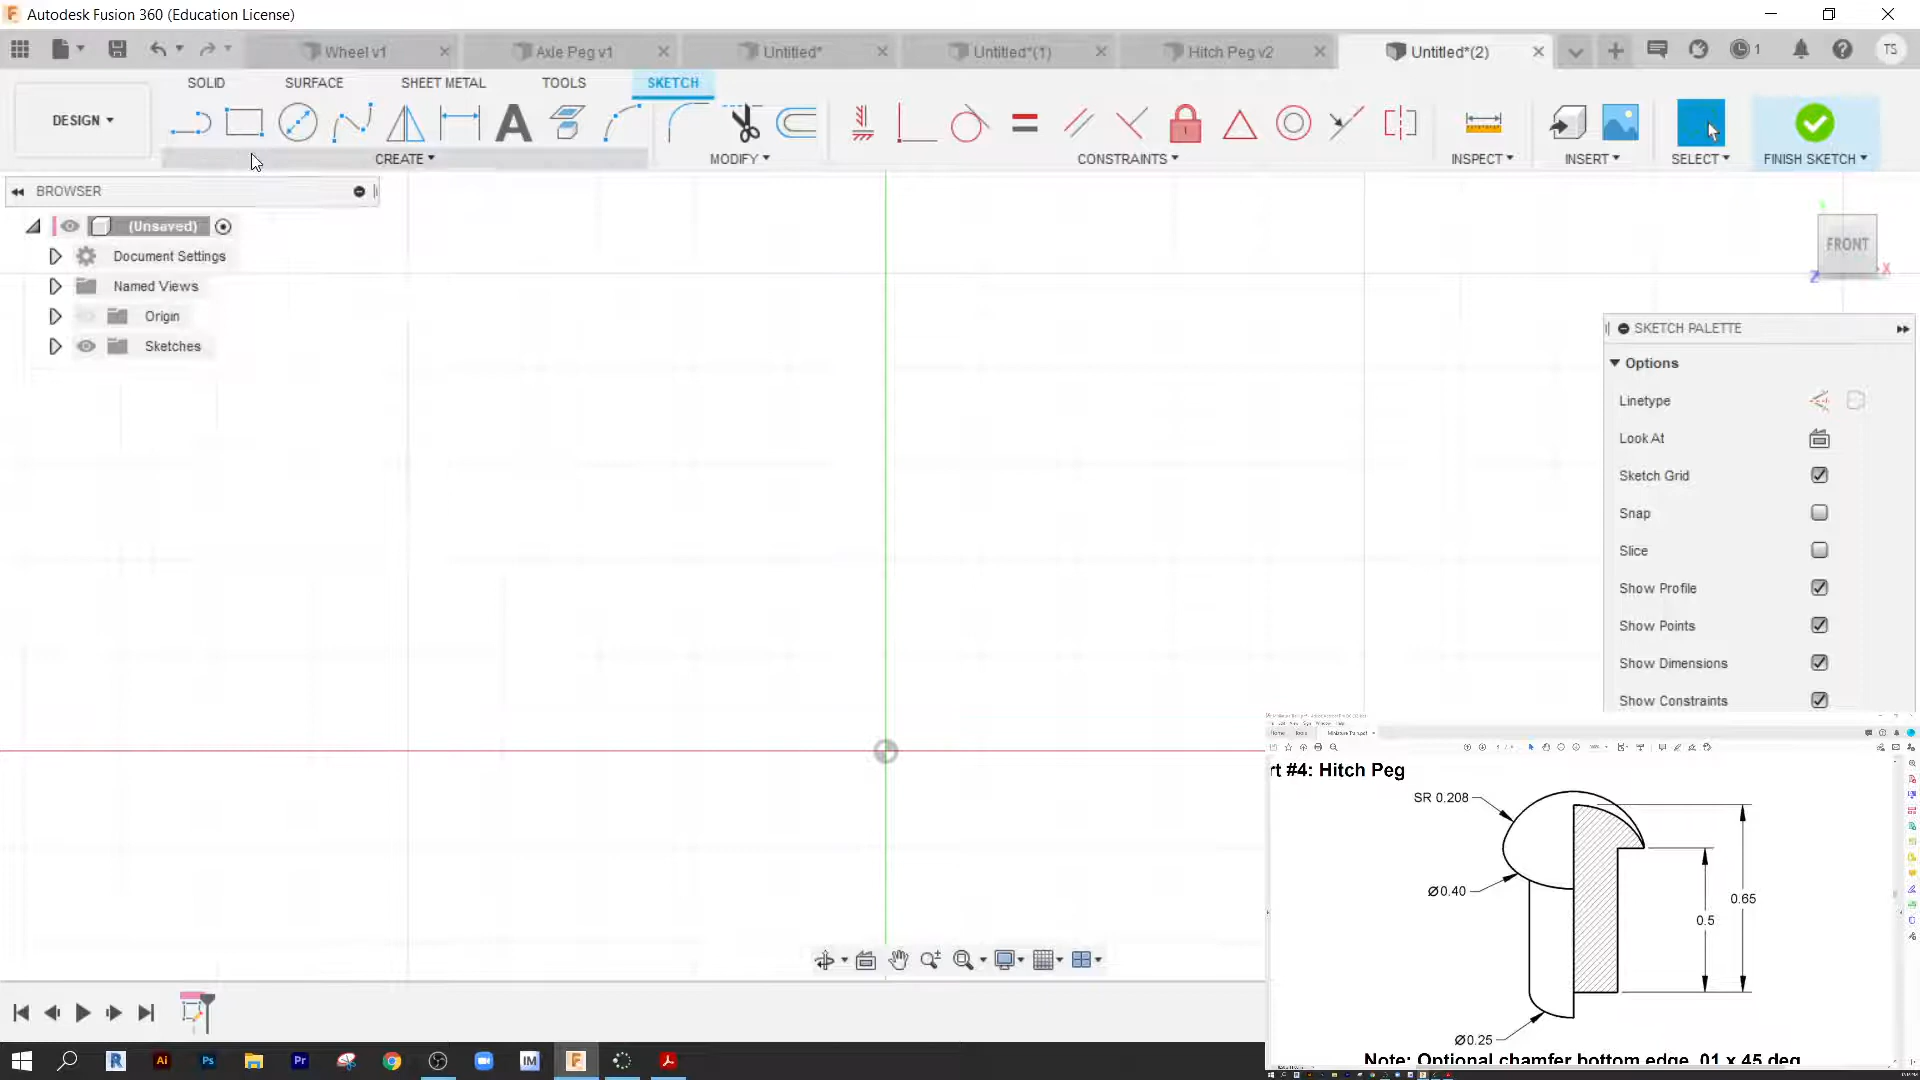 Autodesk Fusion 360 (Education License)
Wheel v1
Axle Peg v1
Untitled*
Untitled*(1)
Hitch Peg v2
Untitled*(2)
1
TS
SOLID
SURFACE
SHEET METAL
TOOLS
SKETCH
DESIGN
CREATE
MODIFY
CONSTRAINTS
INSPECT
INSERT
SELECT
FINISH SKETCH
BROWSER
(Unsaved)
Document Settings
Named Views
Origin
Sketches
FRONT
X
Z
SKETCH PALETTE
Options
Linetype
Look At
Sketch Grid
Snap
Slice
Show Profile
Show Points
Show Dimensions
Show Constraints
rt #4: Hitch Peg
SR 0.208
Ø0.40
0.65
0.5
Ø0.25
Note: Optional chamfer bottom edge .01 x 45 deg